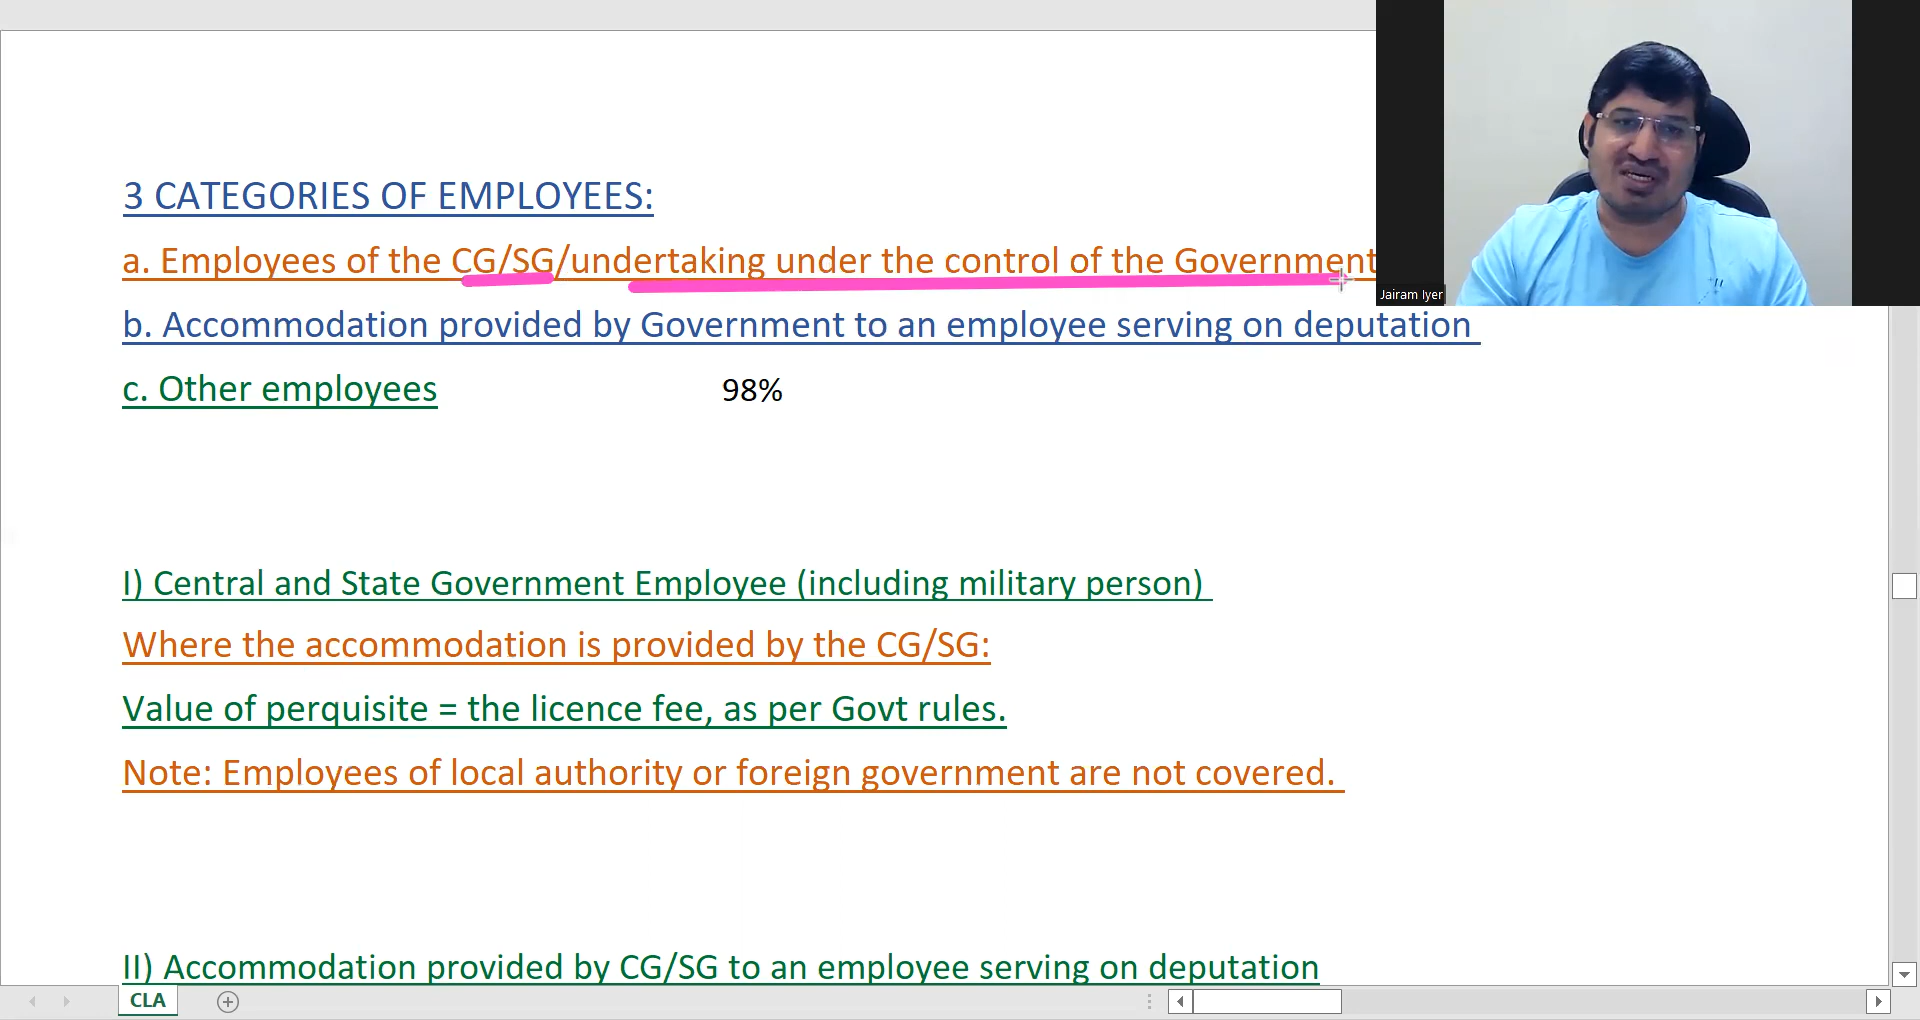 3 CATEGORIES OF EMPLOYEES:
a. Employees of the CG/SG/undertaking under the control of the Government
Jairam Iyer
b. Accommodation provided by Government to an employee serving on deputation
c. Other employees 98%
I) Central and State Government Employee (including military person)
Where the accommodation is provided by the CG/SG:
Value of perquisite = the licence fee, as per Govt rules.
Note: Employees of local authority or foreign government are not covered.
II) Accommodation provided by CG/SG to an employee serving on deputation
CLA